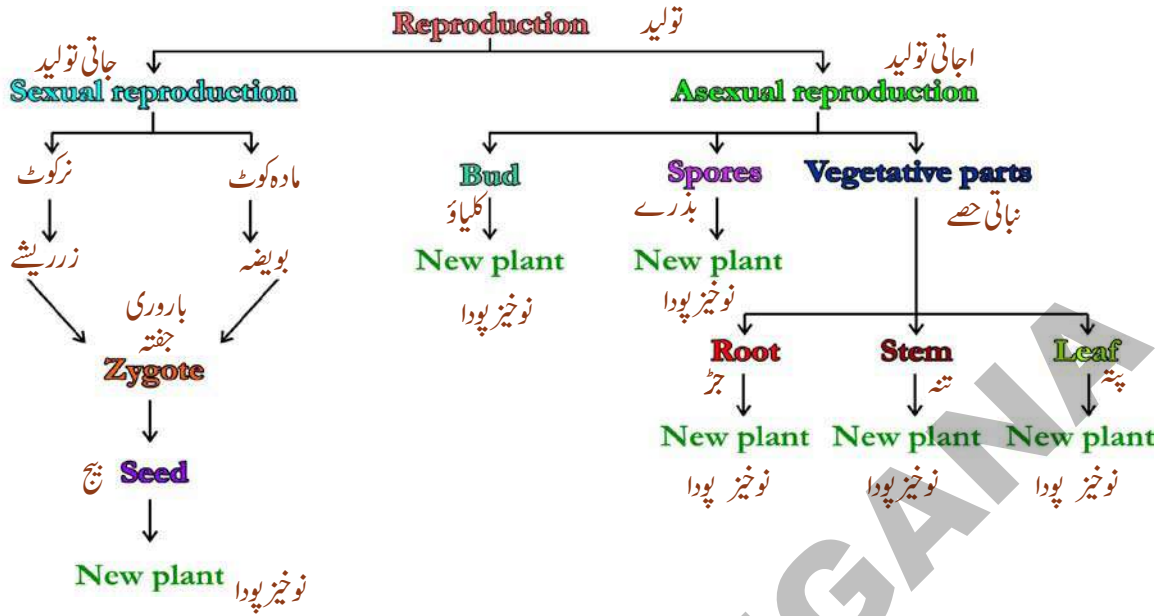 Reproduction تولید
جاتی تولید
Sexual reproduction
اجاتی تولید
Asexual reproduction
نرکوٹ
مادہ کوٹ
زرریشے
بویضہ
باروری
جفتہ
Zygote
بیج Seed
New plant نوخیز پودا
Bud
کلیاؤ
New plant
نوخیز پودا
Spores
بذرے
New plant
نوخیز پودا
Vegetative parts
نباتی حصے
Root
جڑ
New plant
نوخیز پودا
Stem
تنہ
New plant
نوخیز پودا
Leaf
پتہ
New plant
نوخیز پودا
GANA